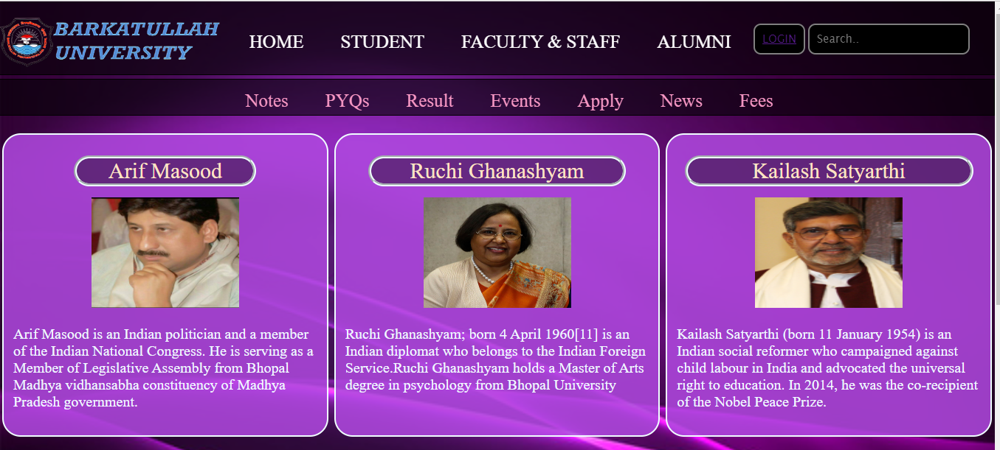 BARKATULLAH
UNIVERSITY
HOME STUDENT FACULTY & STAFF ALUMNI LOGIN Search..
Notes PYQs Result Events Apply News Fees
Arif Masood
Arif Masood is an Indian politician and a member
of the Indian National Congress. He is serving as a
Member of Legislative Assembly from Bhopal
Madhya vidhansabha constituency of Madhya
Pradesh government.
Ruchi Ghanashyam
Ruchi Ghanashyam; born 4 April 1960[11] is an
Indian diplomat who belongs to the Indian Foreign
Service.Ruchi Ghanashyam holds a Master of Arts
degree in psychology from Bhopal University
Kailash Satyarthi
Kailash Satyarthi (born 11 January 1954) is an
Indian social reformer who campaigned against
child labour in India and advocated the universal
right to education. In 2014, he was the co-recipient
of the Nobel Peace Prize.